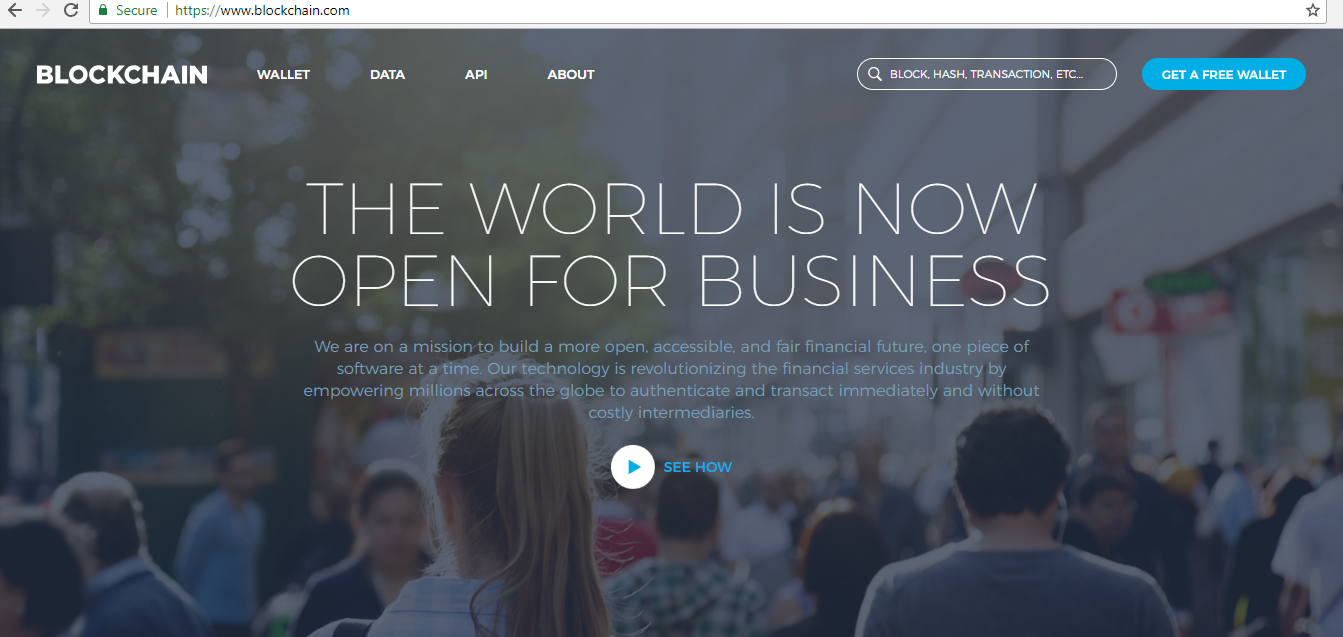 Secure https://www.blockchain.com
BLOCKCHAIN WALLET DATA API ABOUT BLOCK, HASH, TRANSACTION, ETC... GET A FREE WALLET
THE WORLD IS NOW
OPEN FOR BUSINESS
We are on a mission to build a more open, accessible, and fair financial future, one piece of
software at a time. Our technology is revolutionizing the financial services industry by
empowering millions across the globe to authenticate and transact immediately and without
costly intermediaries.
SEE HOW